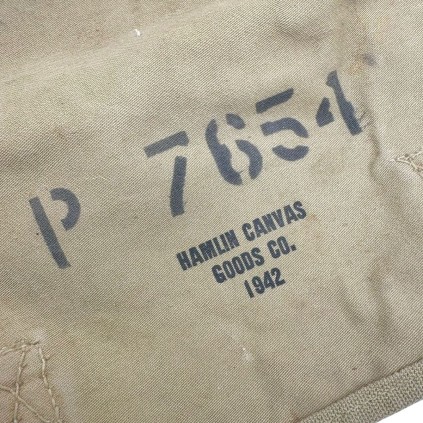 P 7654
HAMLIN CANVAS
GOODS CO.
1942